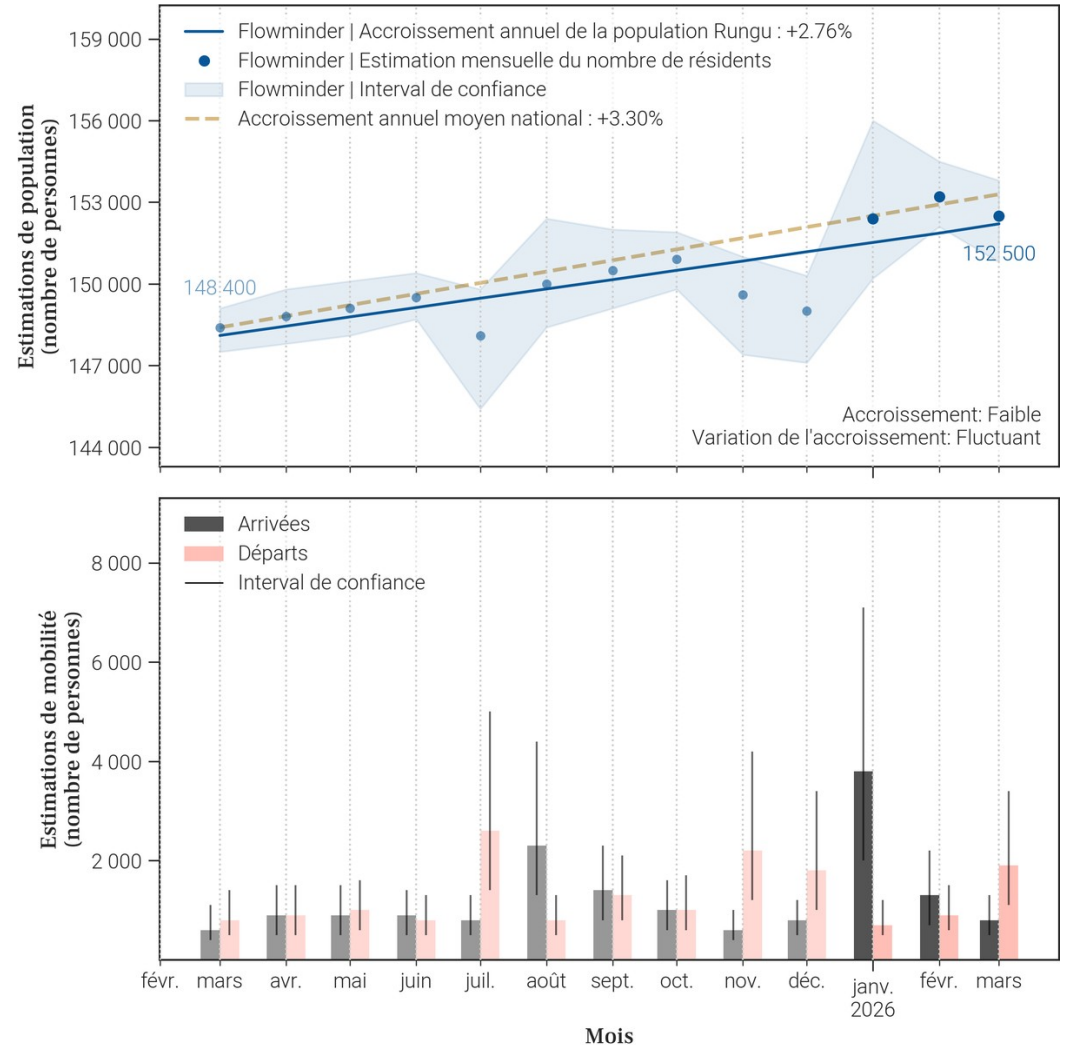 Flowminder | Accroissement annuel de la population Rungu : +2.76%
Flowminder | Estimation mensuelle du nombre de résidents
Flowminder | Interval de confiance
Accroissement annuel moyen national : +3.30%
Estimations de population
(nombre de personnes)
159 000
156 000
153 000
150 000
147 000
144 000
148 400
152 500
Accroissement: Faible
Variation de l'accroissement: Fluctuant
Arrivées
Départs
Interval de confiance
Estimations de mobilité
(nombre de personnes)
8 000
6 000
4 000
2 000
févr. mars avr. mai juin juil. août sept. oct. nov. déc. janv. févr. mars
2026
Mois